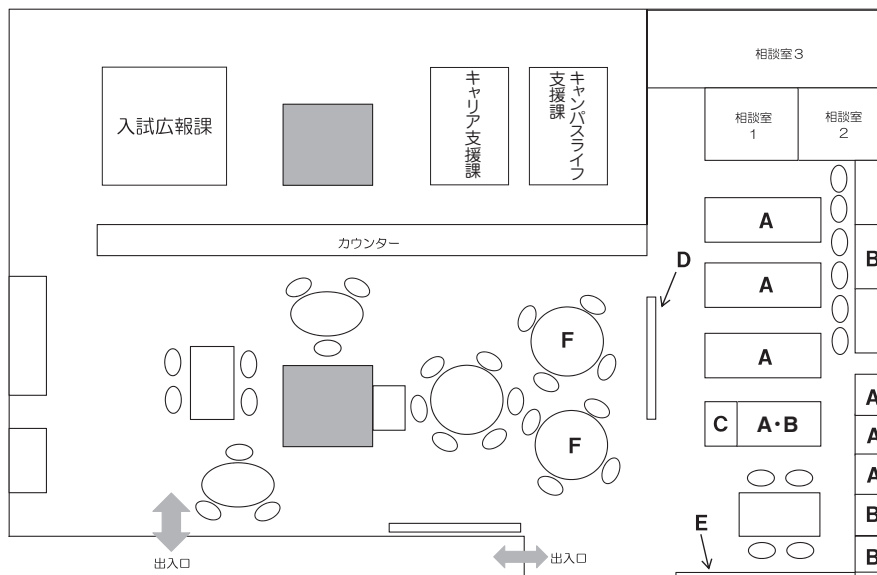 相談室3
入試広報課
キャリア支援課
キャンパスライフ
支援課
相談室
1
相談室
2
カウンター
A
B
D
A
F
A
C
A・B
F
A
A
A
B
B
E
出入口
出入口